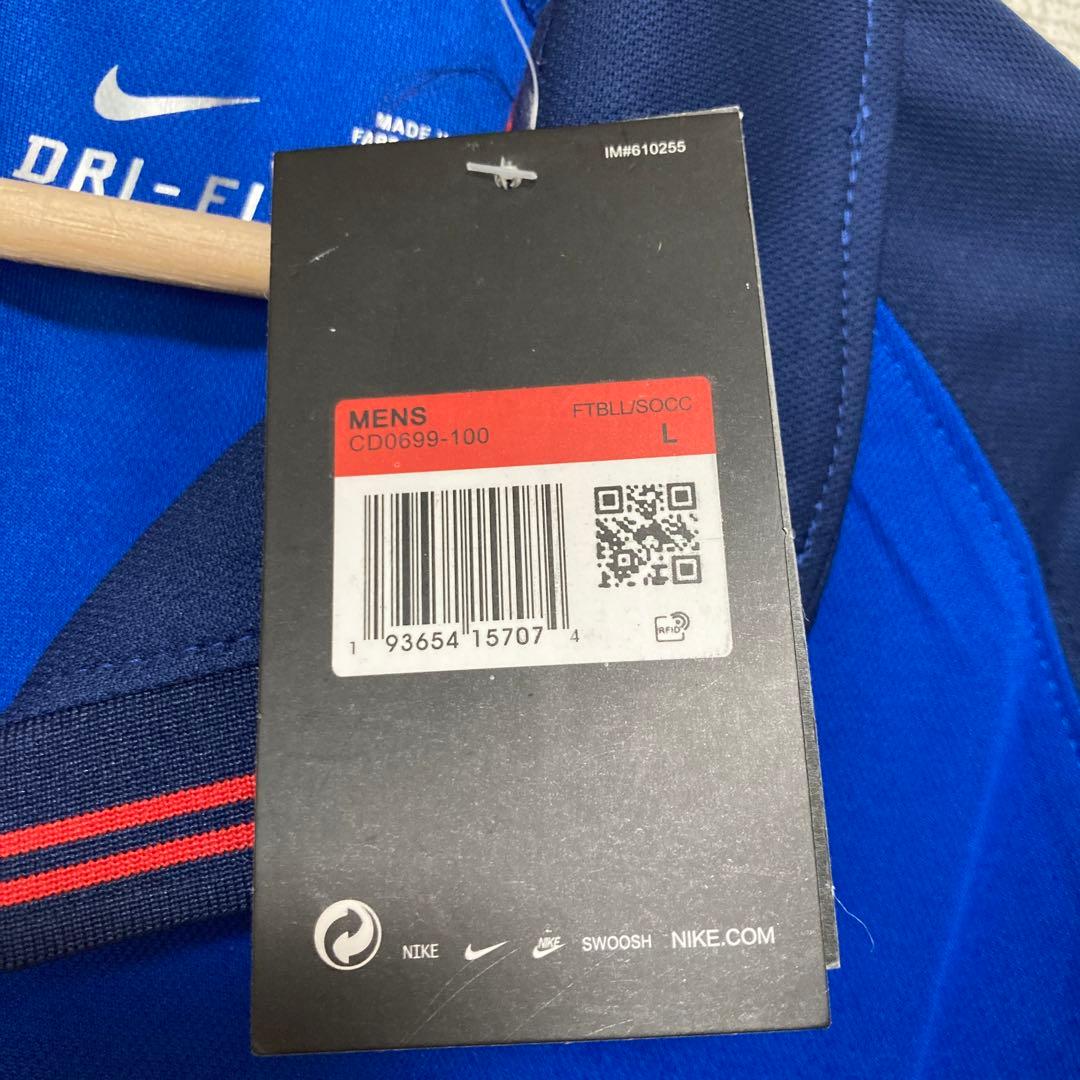 MADE
DRI-FI
IM#610255
MENS FTBLL/SOCC
CD0699-100 L
1 93654 15707 4
RFID
NIKE NIKE SWOOSH NIKE.COM